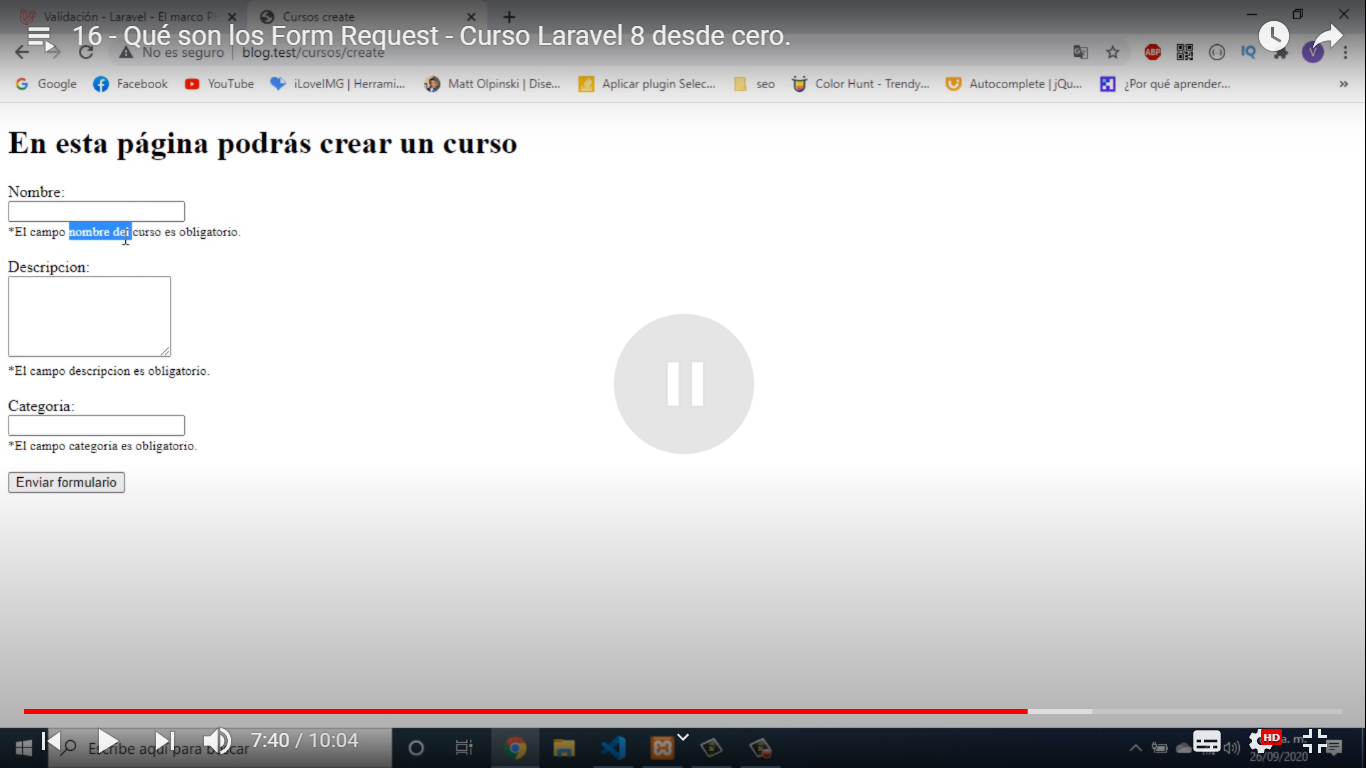 Validación - Laravel - El marco P
Cursos create
16 - Qué son los Form Request - Curso Laravel 8 desde cero.
No es seguro
blog.test/cursos/create
ABP
IQ
V
Google
Facebook
YouTube
iLoveIMG | Herrami...
Matt Olpinski | Dise...
Aplicar plugin Selec...
seo
Color Hunt - Trendy...
Autocomplete | jQu...
¿Por qué aprender...
»
En esta página podrás crear un curso
Nombre:
*El campo nombre del curso es obligatorio.
Descripcion:
*El campo descripcion es obligatorio.
Categoria:
*El campo categoria es obligatorio.
Enviar formulario
Escribe aquí para buscar
7:40 / 10:04
HD
a. m.
26/09/2020